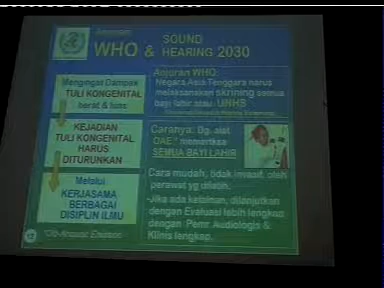 Anjuran
WHO & SOUND
HEARING 2030
Mengingat Dampak
TULI KONGENITAL
berat & luas
KEJADIAN
TULI KONGENITAL
HARUS
DITURUNKAN
Melalui
KERJASAMA
BERBAGAI
DISIPLIN ILMU
Anjuran WHO:
Negara Asia Tenggara harus
melaksanakan skrining semua
bayi lahir atau UNHS
Caranya: Dg. alat
OAE * memeriksa
SEMUA BAYI LAHIR
Cara mudah, tidak invasif, oleh
perawat yg dilatih.
-Jika ada kelainan, dilanjutkan
dengan Evaluasi lebih lengkap
dengan Pemr Audiologis &
Klinis lengkap.